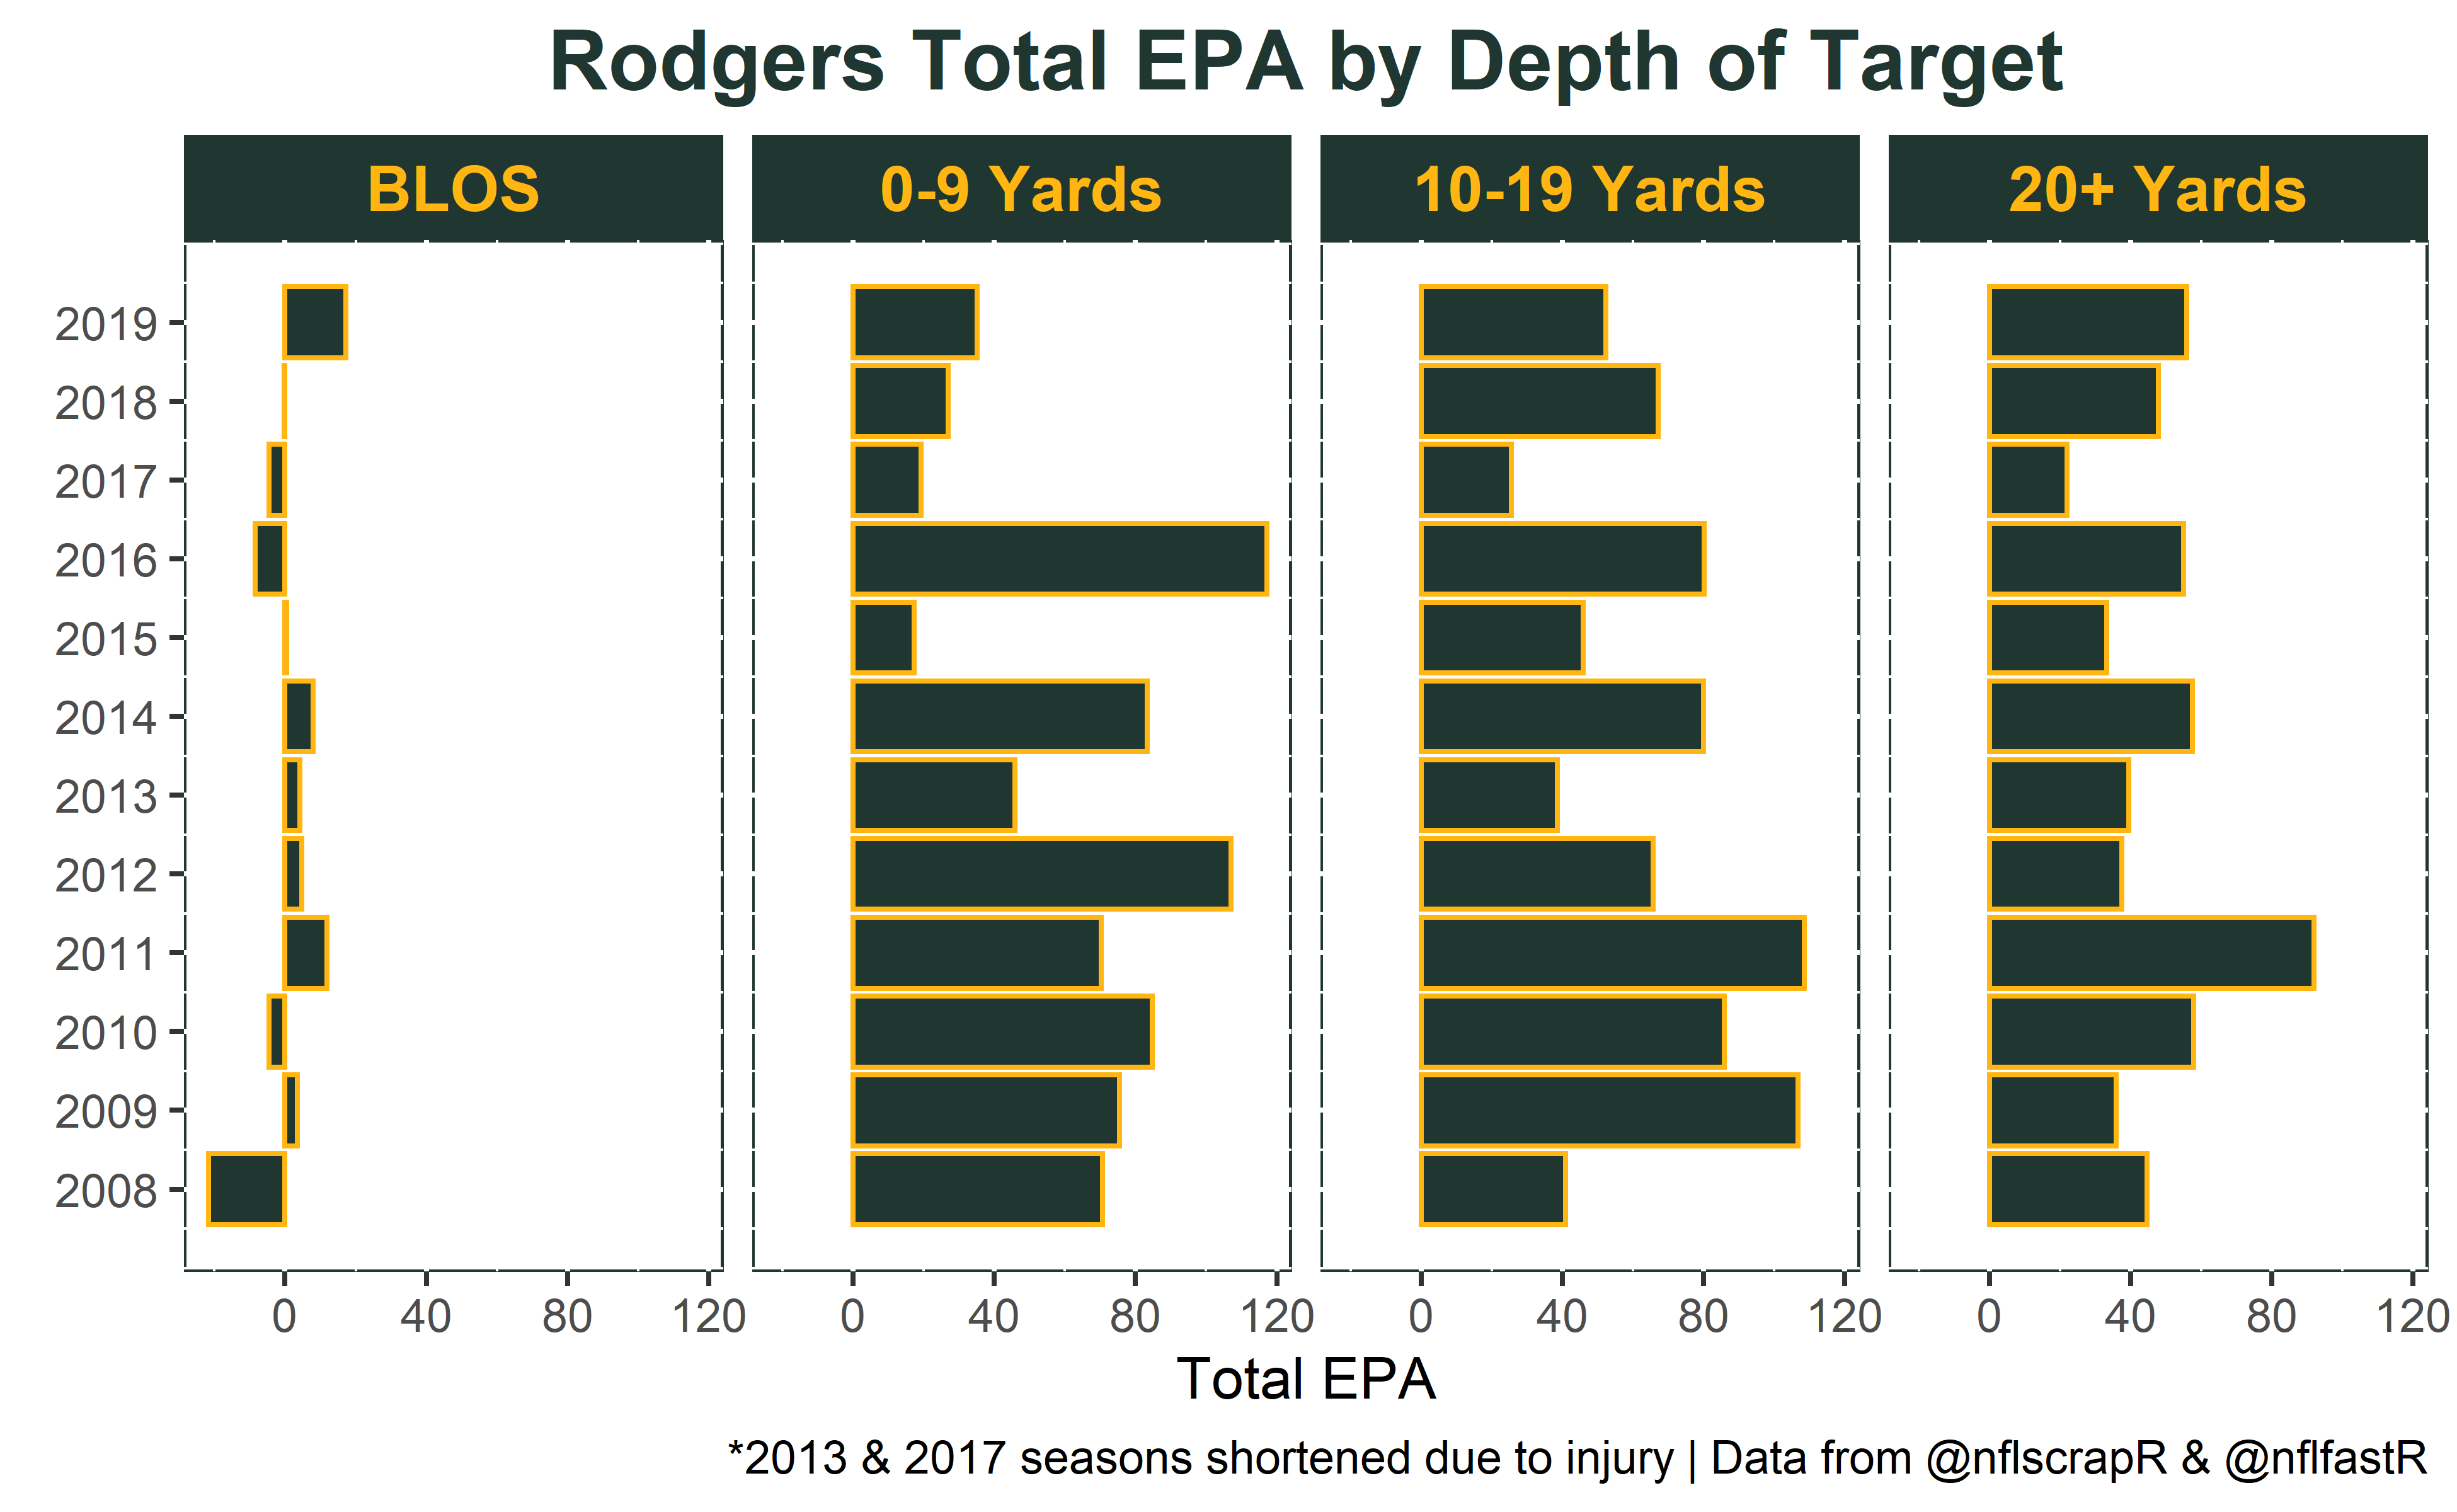 Rodgers Total EPA by Depth of Target
BLOS 0-9 Yards 10-19 Yards 20+ Yards
2019
2018
2017
2016
2015
2014
2013
2012
2011
2010
2009
2008
0 40 80 120 0 40 80 120 0 40 80 120 0 40 80 120
Total EPA
*2013 & 2017 seasons shortened due to injury | Data from @nflscrapR & @nflfastR